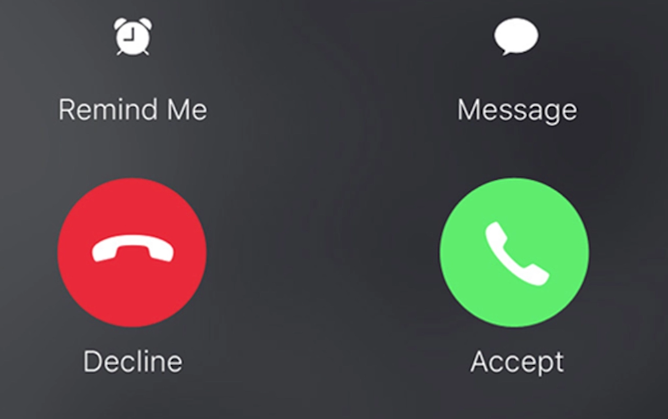 Remind Me
Message
Decline
Accept